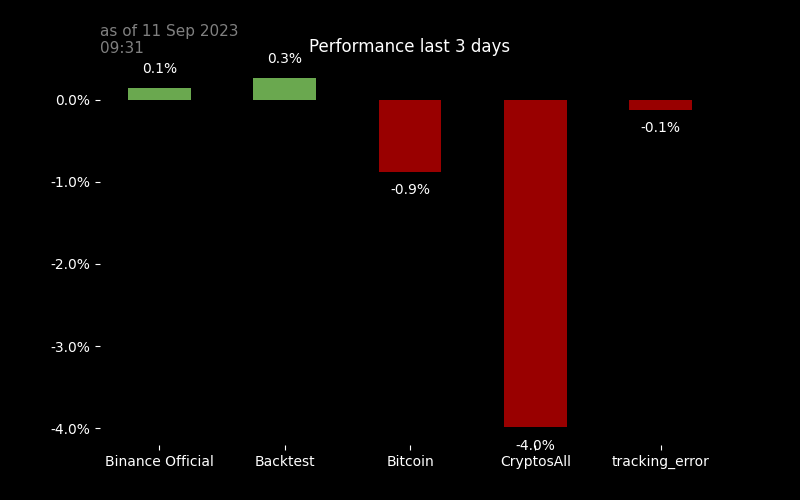 as of 11 Sep 2023
09:31
Performance last 3 days
0.1%
0.3%
0.0%
-0.1%
-1.0%
-0.9%
-2.0%
-3.0%
-4.0%
-4.0%
Binance Official
Backtest
Bitcoin
CryptosAll
tracking_error